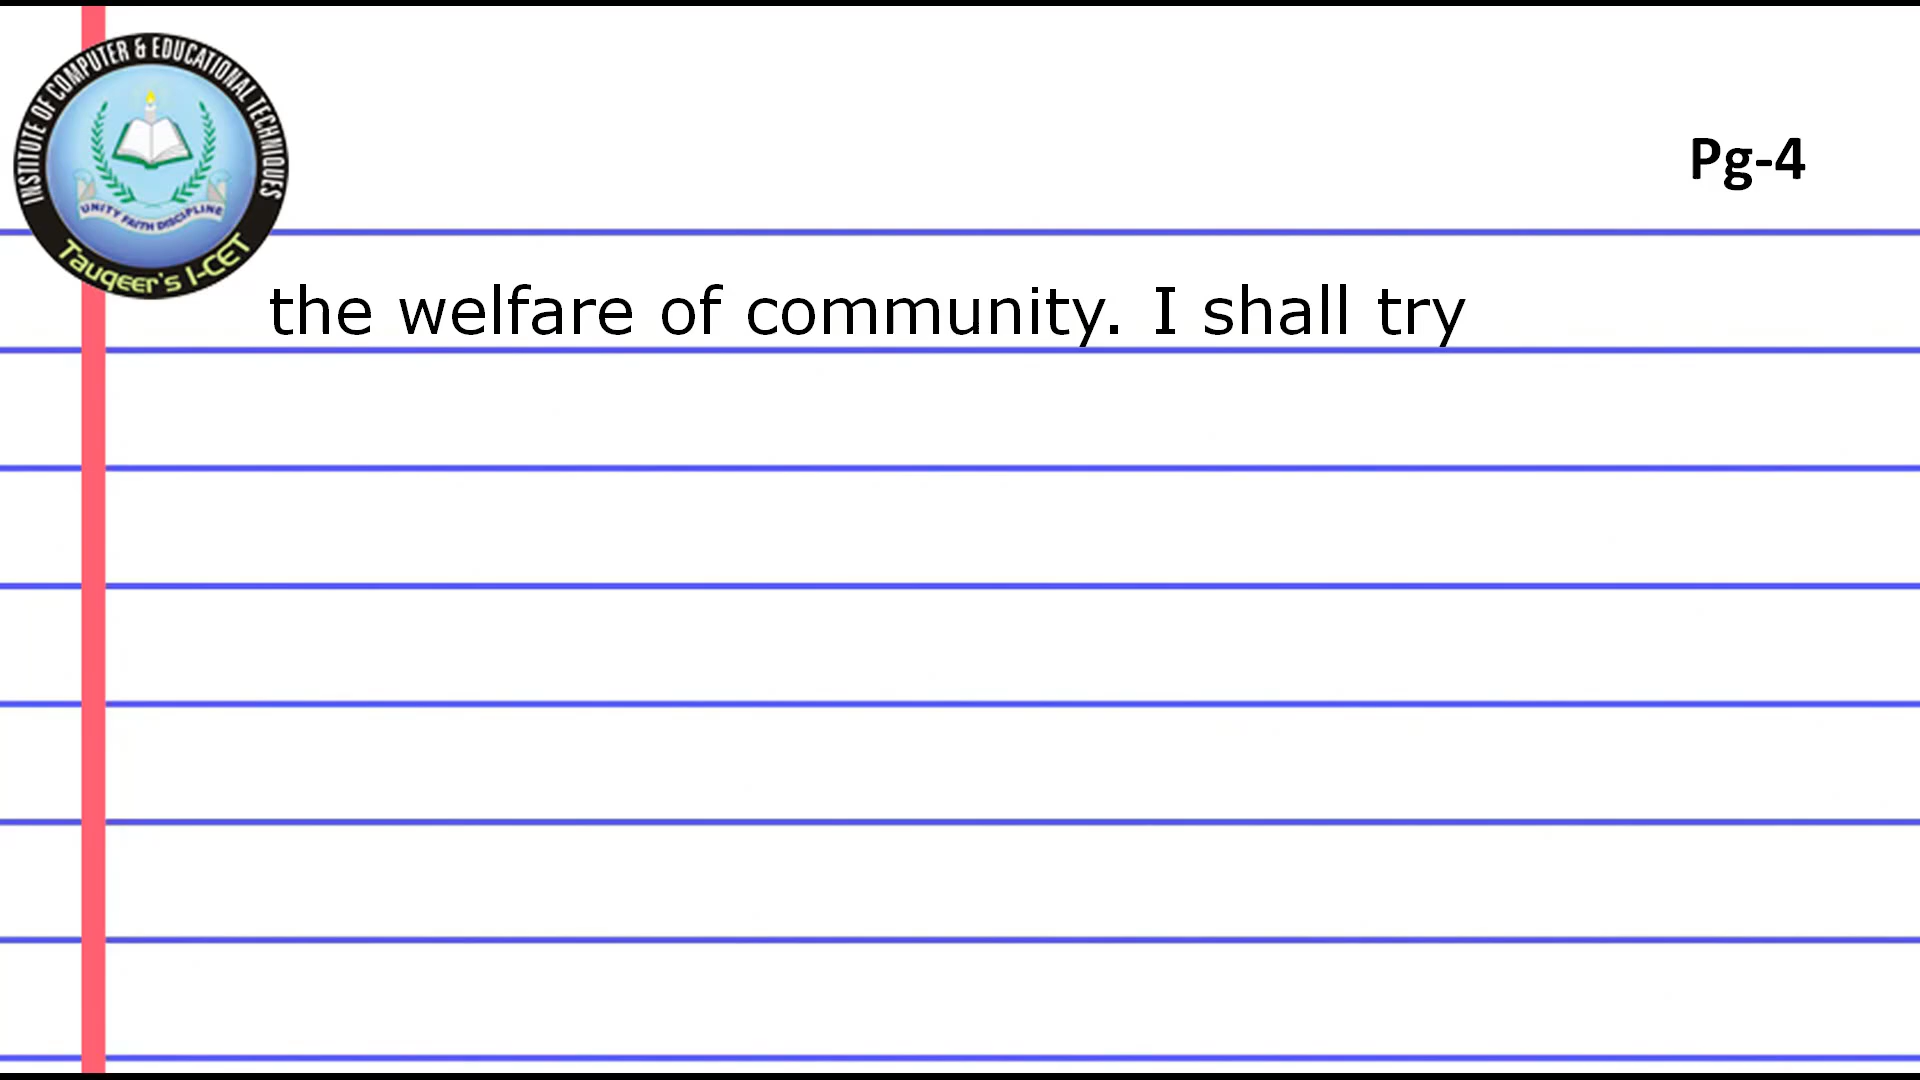 INSTITUTE OF COMPUTER & EDUCATIONAL TECHNIQUES
UNITY FAITH DISCIPLINE
Tauqeer's I-CET
Pg-4
the welfare of community. I shall try